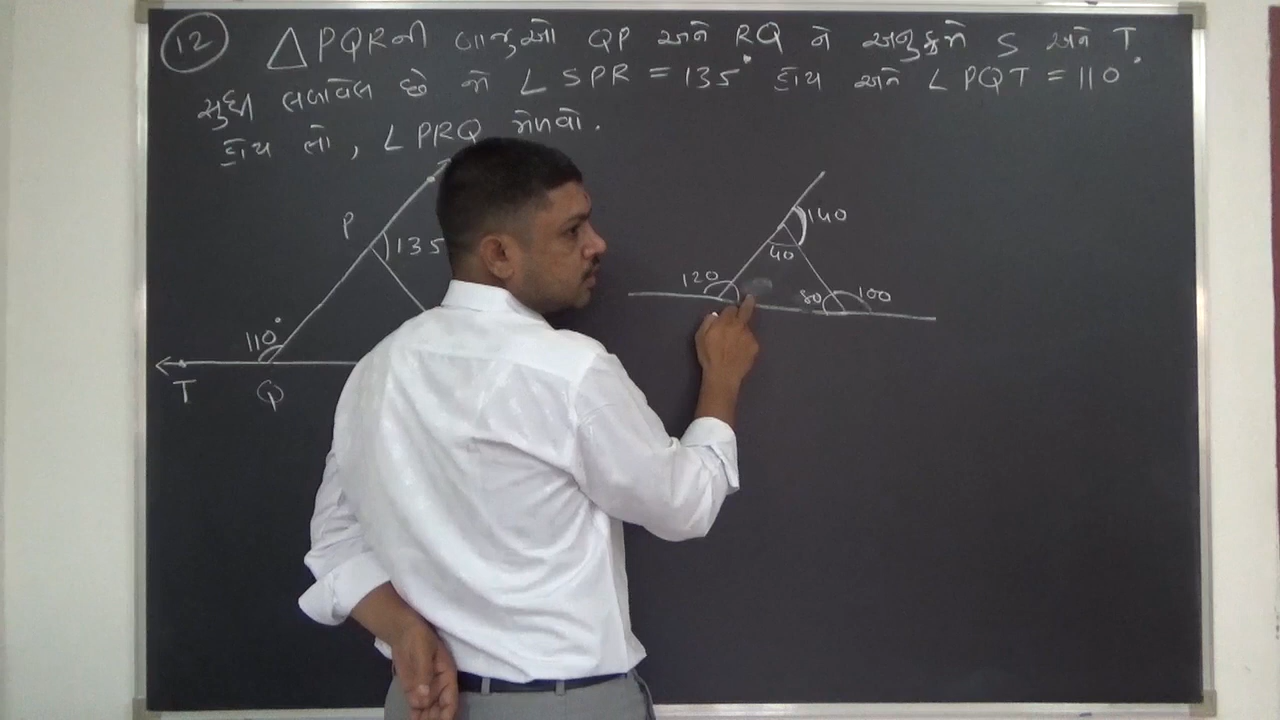 12 △PQRની બાજુઓ QP અને RQ ને અનુક્રમે S અને T
સુધી લંબાવેલ છે જો ∠SPR = 135° હોય અને ∠PQT = 110°
હોય તો, ∠PRQ મેળવો.
P
135
110°
T Q
140
40
120
80 100